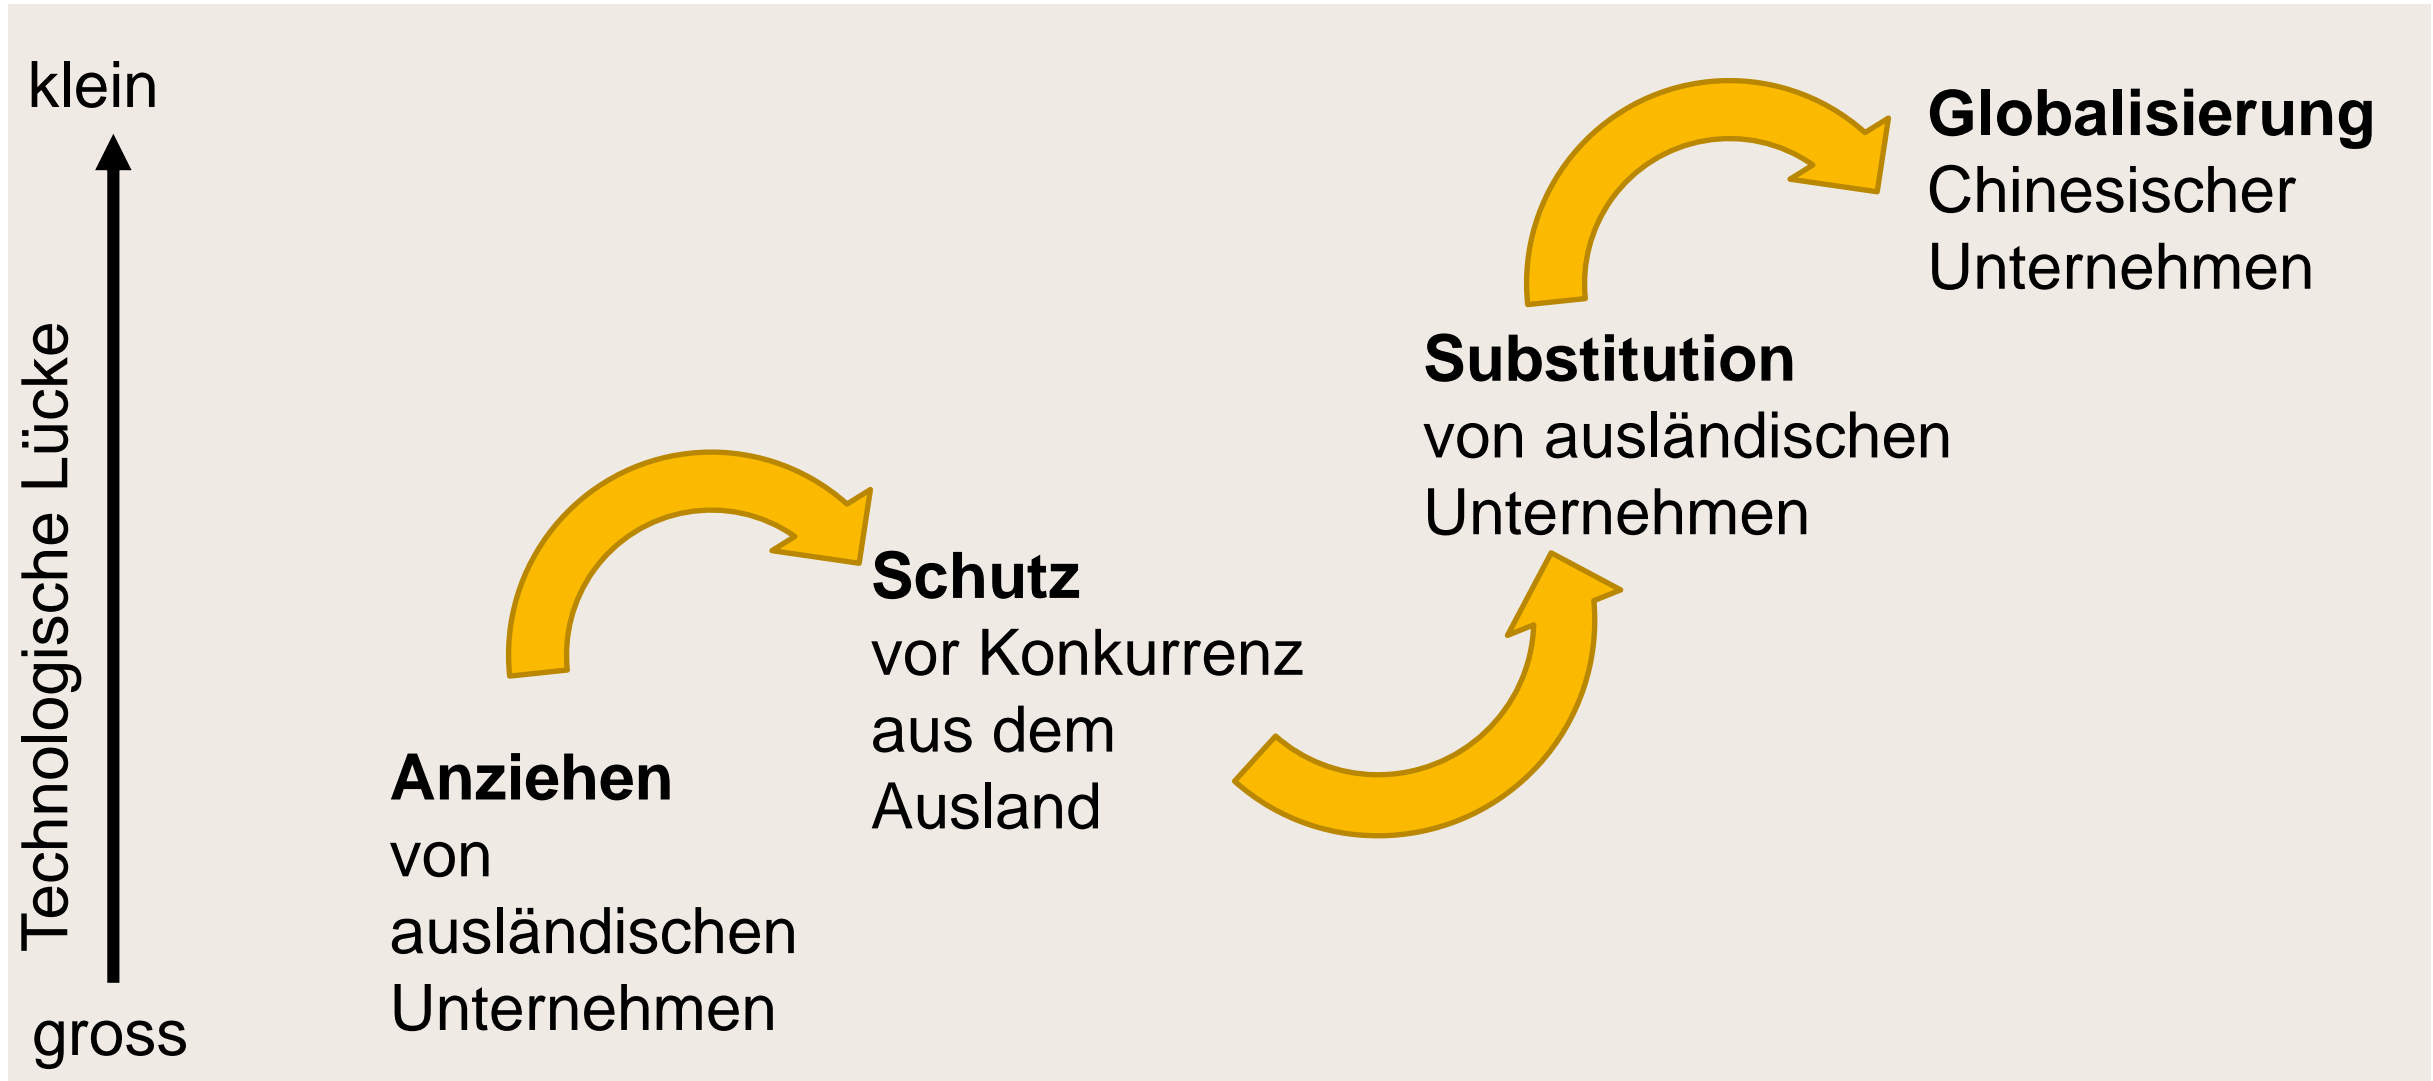 klein
Technologische Lücke
gross
Anziehen
von
ausländischen
Unternehmen
Schutz
vor Konkurrenz
aus dem
Ausland
Substitution
von ausländischen
Unternehmen
Globalisierung
Chinesischer
Unternehmen